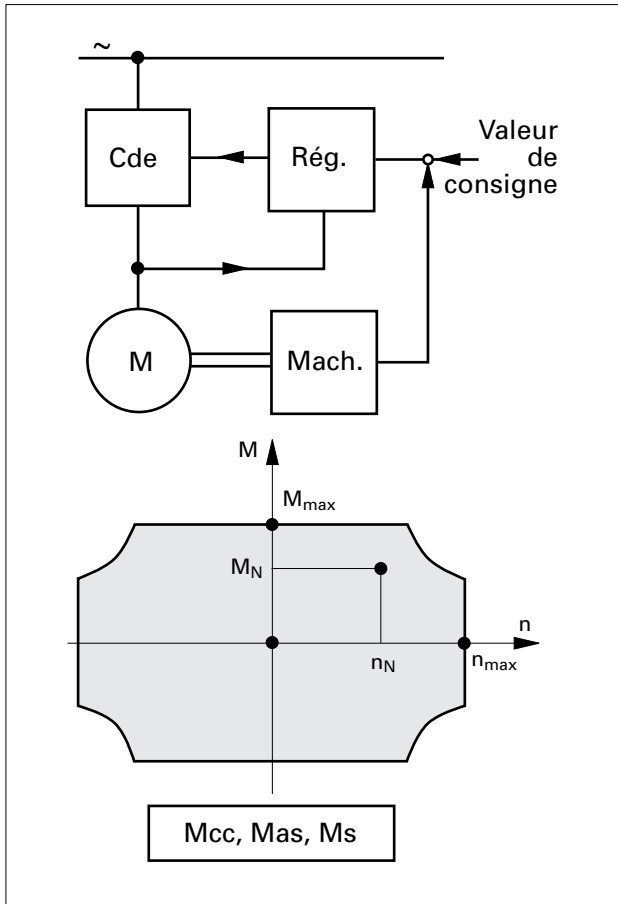 ~
Cde
Rég.
Valeur
de
consigne
M
Mach.
M
Mmax
MN
n
nN
nmax
Mcc, Mas, Ms